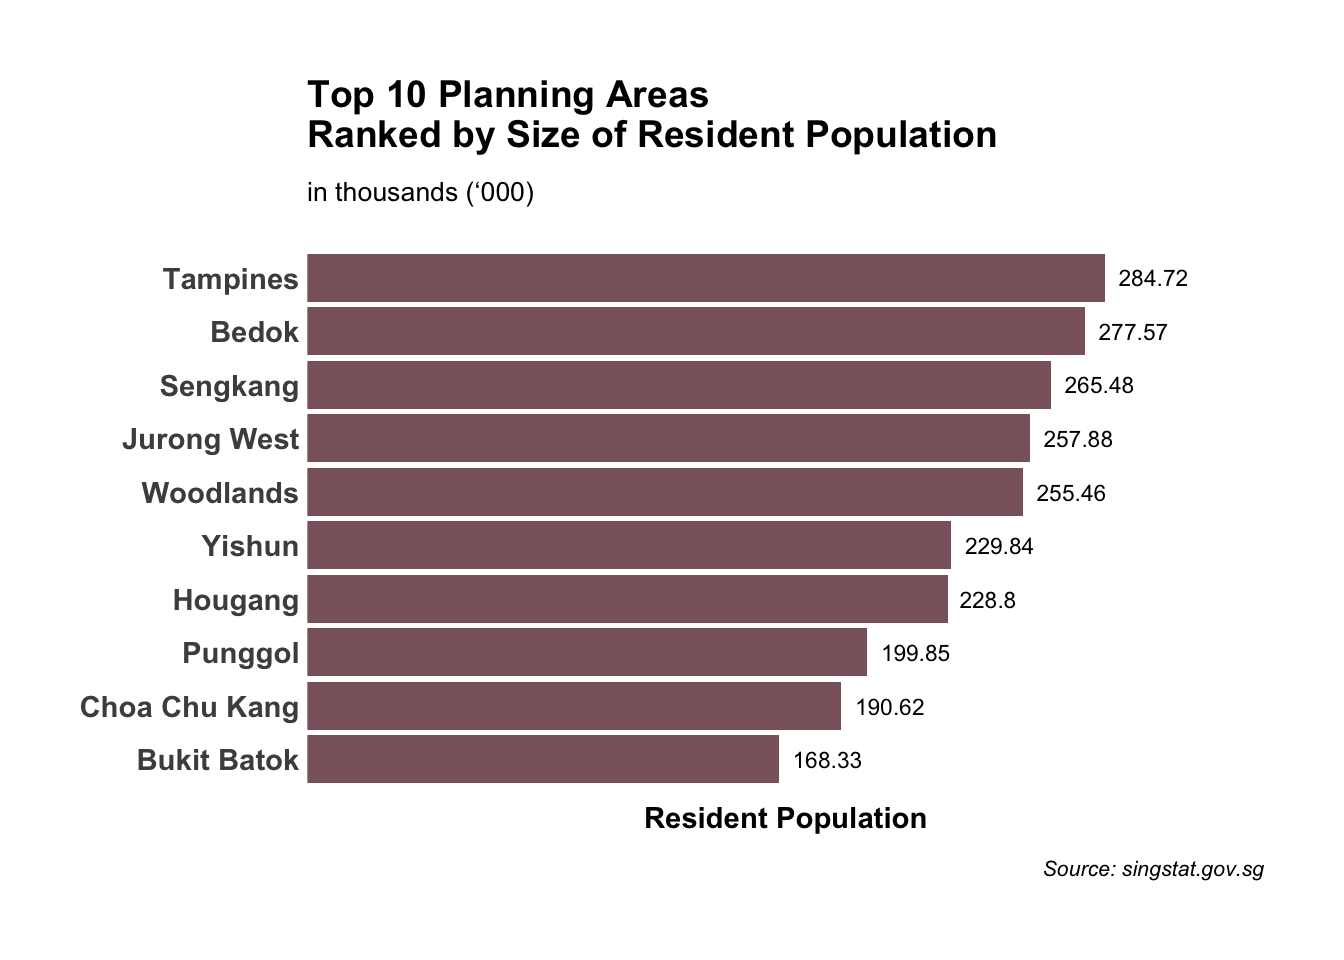 Top 10 Planning Areas
Ranked by Size of Resident Population
in thousands (‘000)
Tampines 284.72
Bedok 277.57
Sengkang 265.48
Jurong West 257.88
Woodlands 255.46
Yishun 229.84
Hougang 228.8
Punggol 199.85
Choa Chu Kang 190.62
Bukit Batok 168.33
Resident Population
Source: singstat.gov.sg